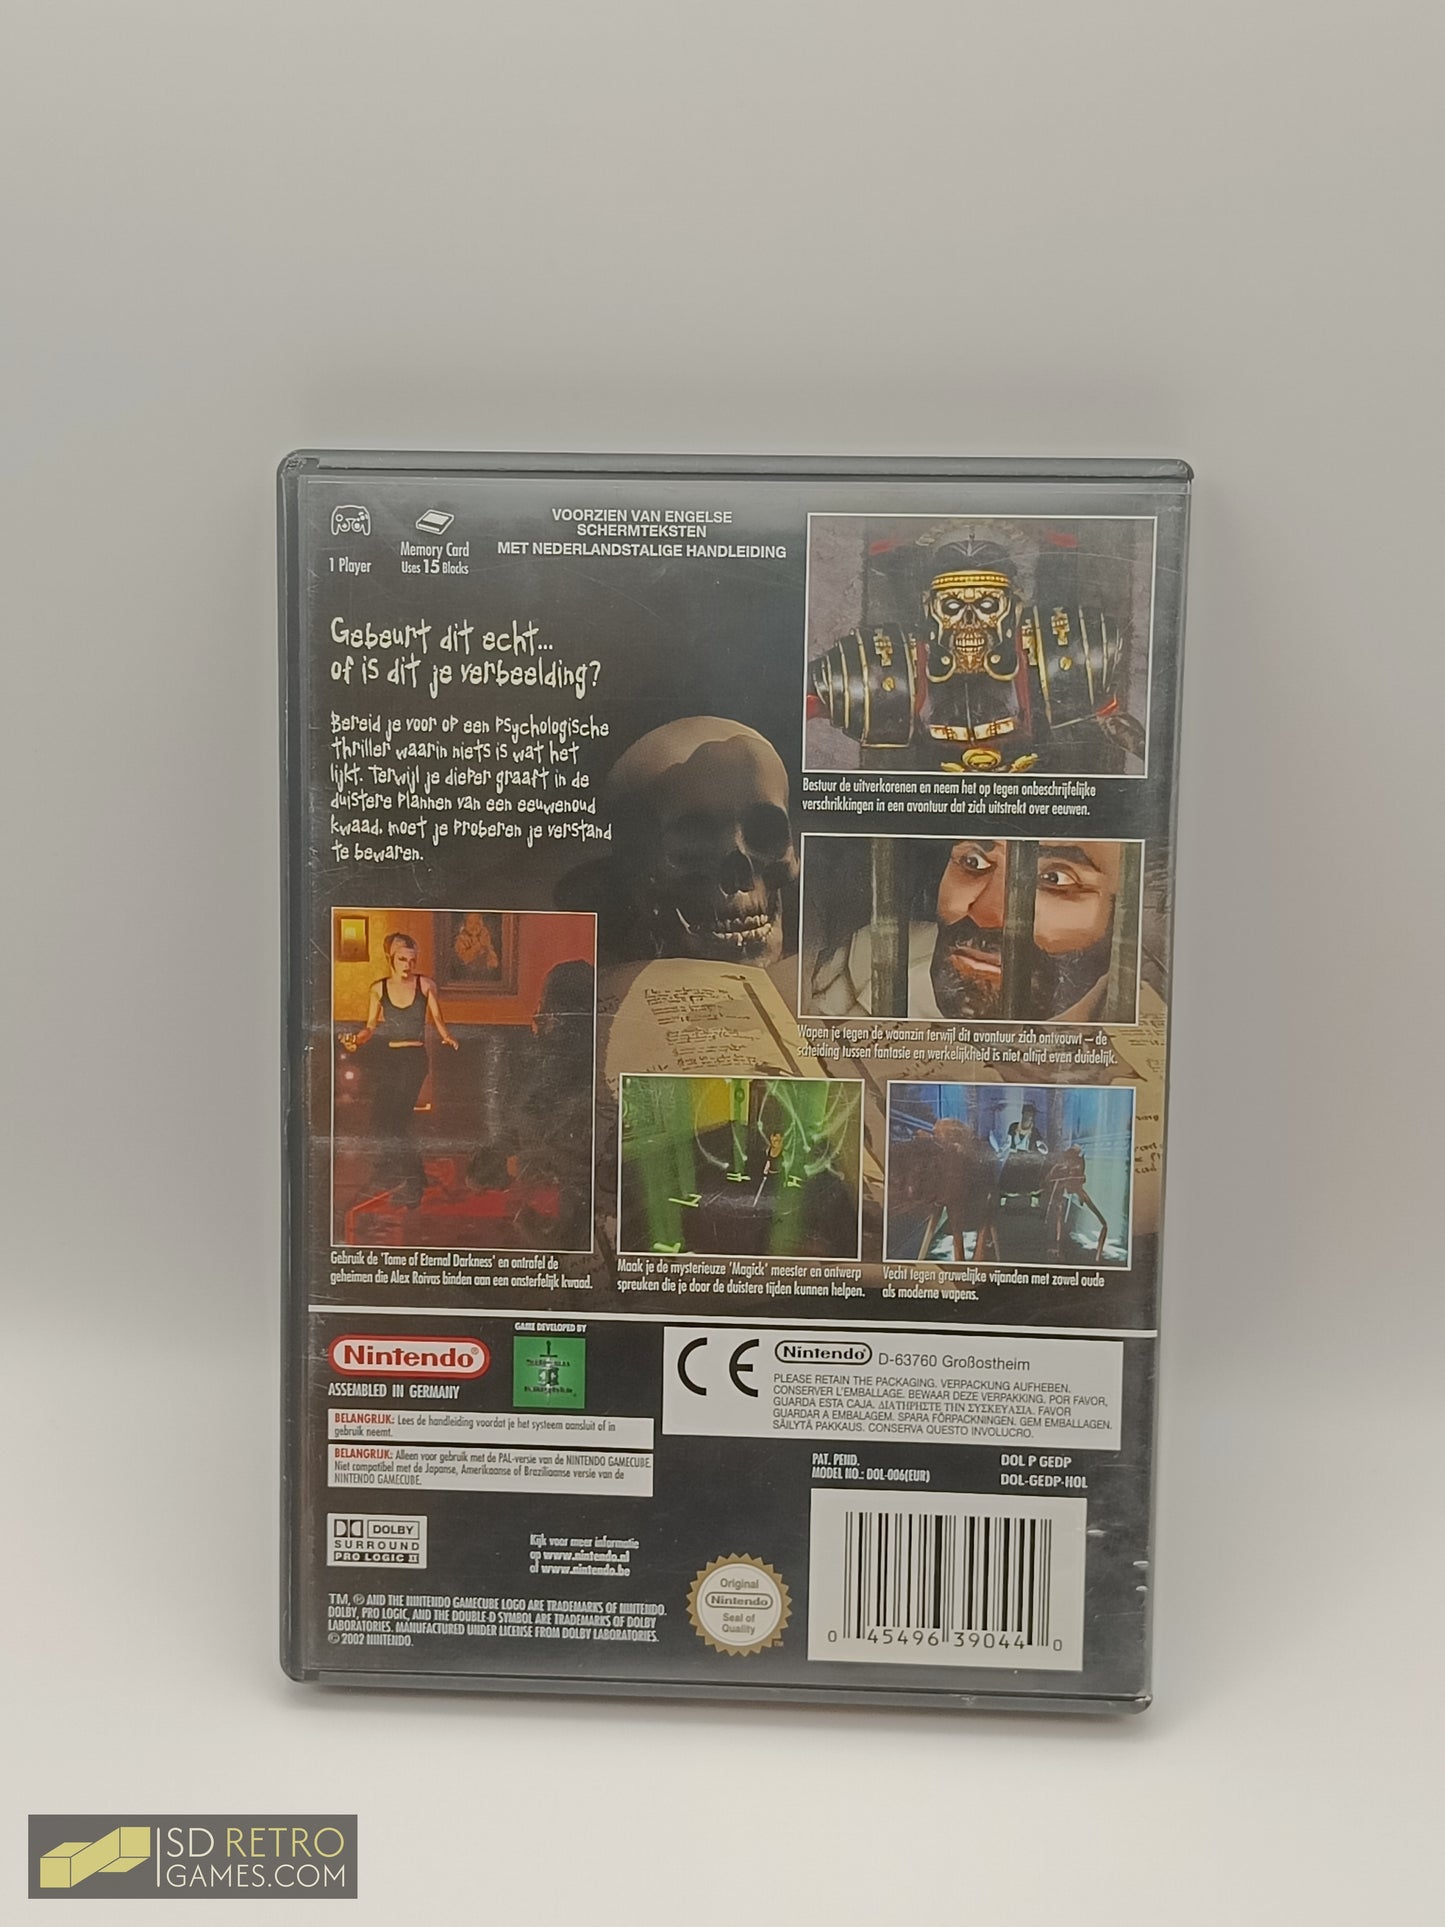 1 Player
Memory Card
Uses 15 Blocks
VOORZIEN VAN ENGELSE
SCHERMTEKSTEN
MET NEDERLANDSTALIGE HANDLEIDING
Gebeurt dit echt...
of is dit je verbeelding?
Bereid je voor op een psychologische
thriller waarin niets is wat het
lijkt. Terwijl je dieper graaft in de
duistere plannen van een eeuwenoud
kwaad, moet je proberen je verstand
te bewaren.
Bestuur de uitverkorenen en neem het op tegen onbeschrijfelijke
verschrikkingen in een avontuur dat zich uitstrekt over eeuwen.
Wapen je tegen de waanzin terwijl dit avontuur zich ontvouwt – de
scheiding tussen fantasie en werkelijkheid is niet altijd even duidelijk.
Gebruik de 'Tome of Eternal Darkness' en ontrafel de
geheimen die Alex Roivas binden aan een onsterfelijk kwaad.
Maak je de mysterieuze 'Magick' meester en ontwerp
spreuken die je door de duistere tijden kunnen helpen.
Vecht tegen gruwelijke vijanden met zowel oude
als moderne wapens.
Nintendo®
ASSEMBLED IN GERMANY
GAME DEVELOPED BY
BELANGRIJK: Lees de handleiding voordat je het systeem aansluit of in
gebruik neemt.
BELANGRIJK: Alleen voor gebruik met de PAL-versie van de NINTENDO GAMECUBE.
Niet compatibel met de Japanse, Amerikaanse of Braziliaanse versie van de
NINTENDO GAMECUBE.
CE
Nintendo® D-63760 Großostheim
PLEASE RETAIN THE PACKAGING. VERPACKUNG AUFHEBEN.
CONSERVER L'EMBALLAGE. BEWAAR DEZE VERPAKKING. POR FAVOR,
GUARDA ESTA CAJA. ΔΙΑΤΗΡΗΣΤΕ ΤΗΝ ΣΥΣΚΕΥΑΣΙΑ. FAVOR
GUARDAR A EMBALAGEM. SPARA FÖRPACKNINGEN. GEM EMBALLAGEN.
SÄILYTÄ PAKKAUS. CONSERVA QUESTO INVOLUCRO.
PAT. PEND.
MODEL NO.: DOL-006(EUR)
DOL P GEDP
DOL-GEDP-HOL
DOLBY
SURROUND
PRO LOGIC II
Kijk voor meer informatie
op www.nintendo.nl
of www.nintendo.be
TM, ® AND THE NINTENDO GAMECUBE LOGO ARE TRADEMARKS OF NINTENDO.
DOLBY, PRO LOGIC, AND THE DOUBLE-D SYMBOL ARE TRADEMARKS OF DOLBY
LABORATORIES. MANUFACTURED UNDER LICENSE FROM DOLBY LABORATORIES.
© 2002 NINTENDO.
Original
Nintendo
Seal of
Quality
TM
0 45496 39044 0
SD RETRO
GAMES.COM